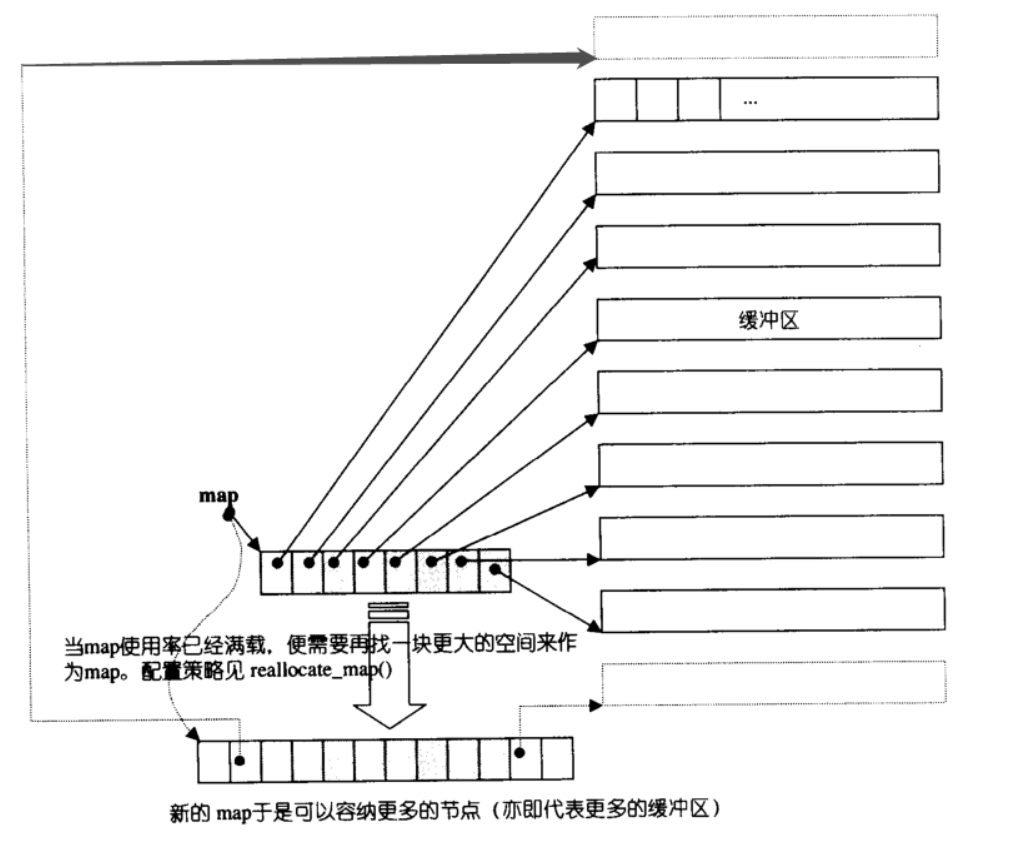 ...
缓冲区
map
当map使用率已经满载，便需要再找一块更大的空间来作
为map。配置策略见 reallocate_map()
新的 map于是可以容纳更多的节点（亦即代表更多的缓冲区）